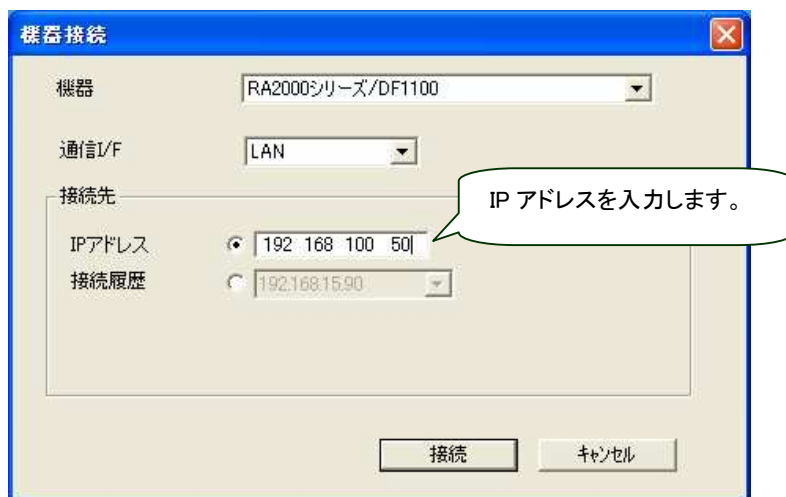 機器接続
機器 RA2000シリーズ/DF1100
通信I/F LAN
接続先
IP アドレスを入力します。
IPアドレス 192 168 100 50
接続履歴 192.168.15.90
接続 キャンセル